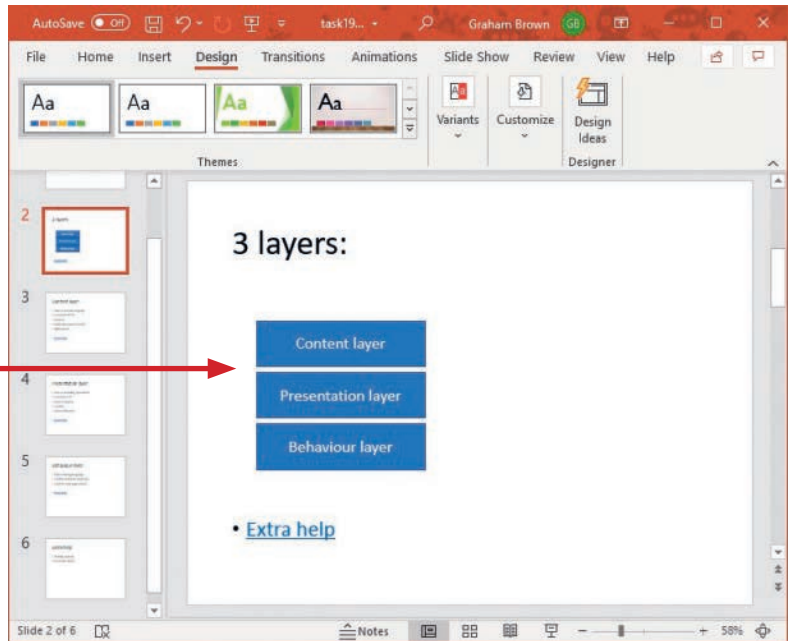 AutoSave Off task19... Graham Brown GB
File Home Insert Design Transitions Animations Slide Show Review View Help
Aa Aa Aa Aa
Variants Customize Design Ideas
Themes Designer
2
3 layers:
3
Content layer
4
Presentation layer
Behaviour layer
5
• Extra help
6
Slide 2 of 6 Notes 58%